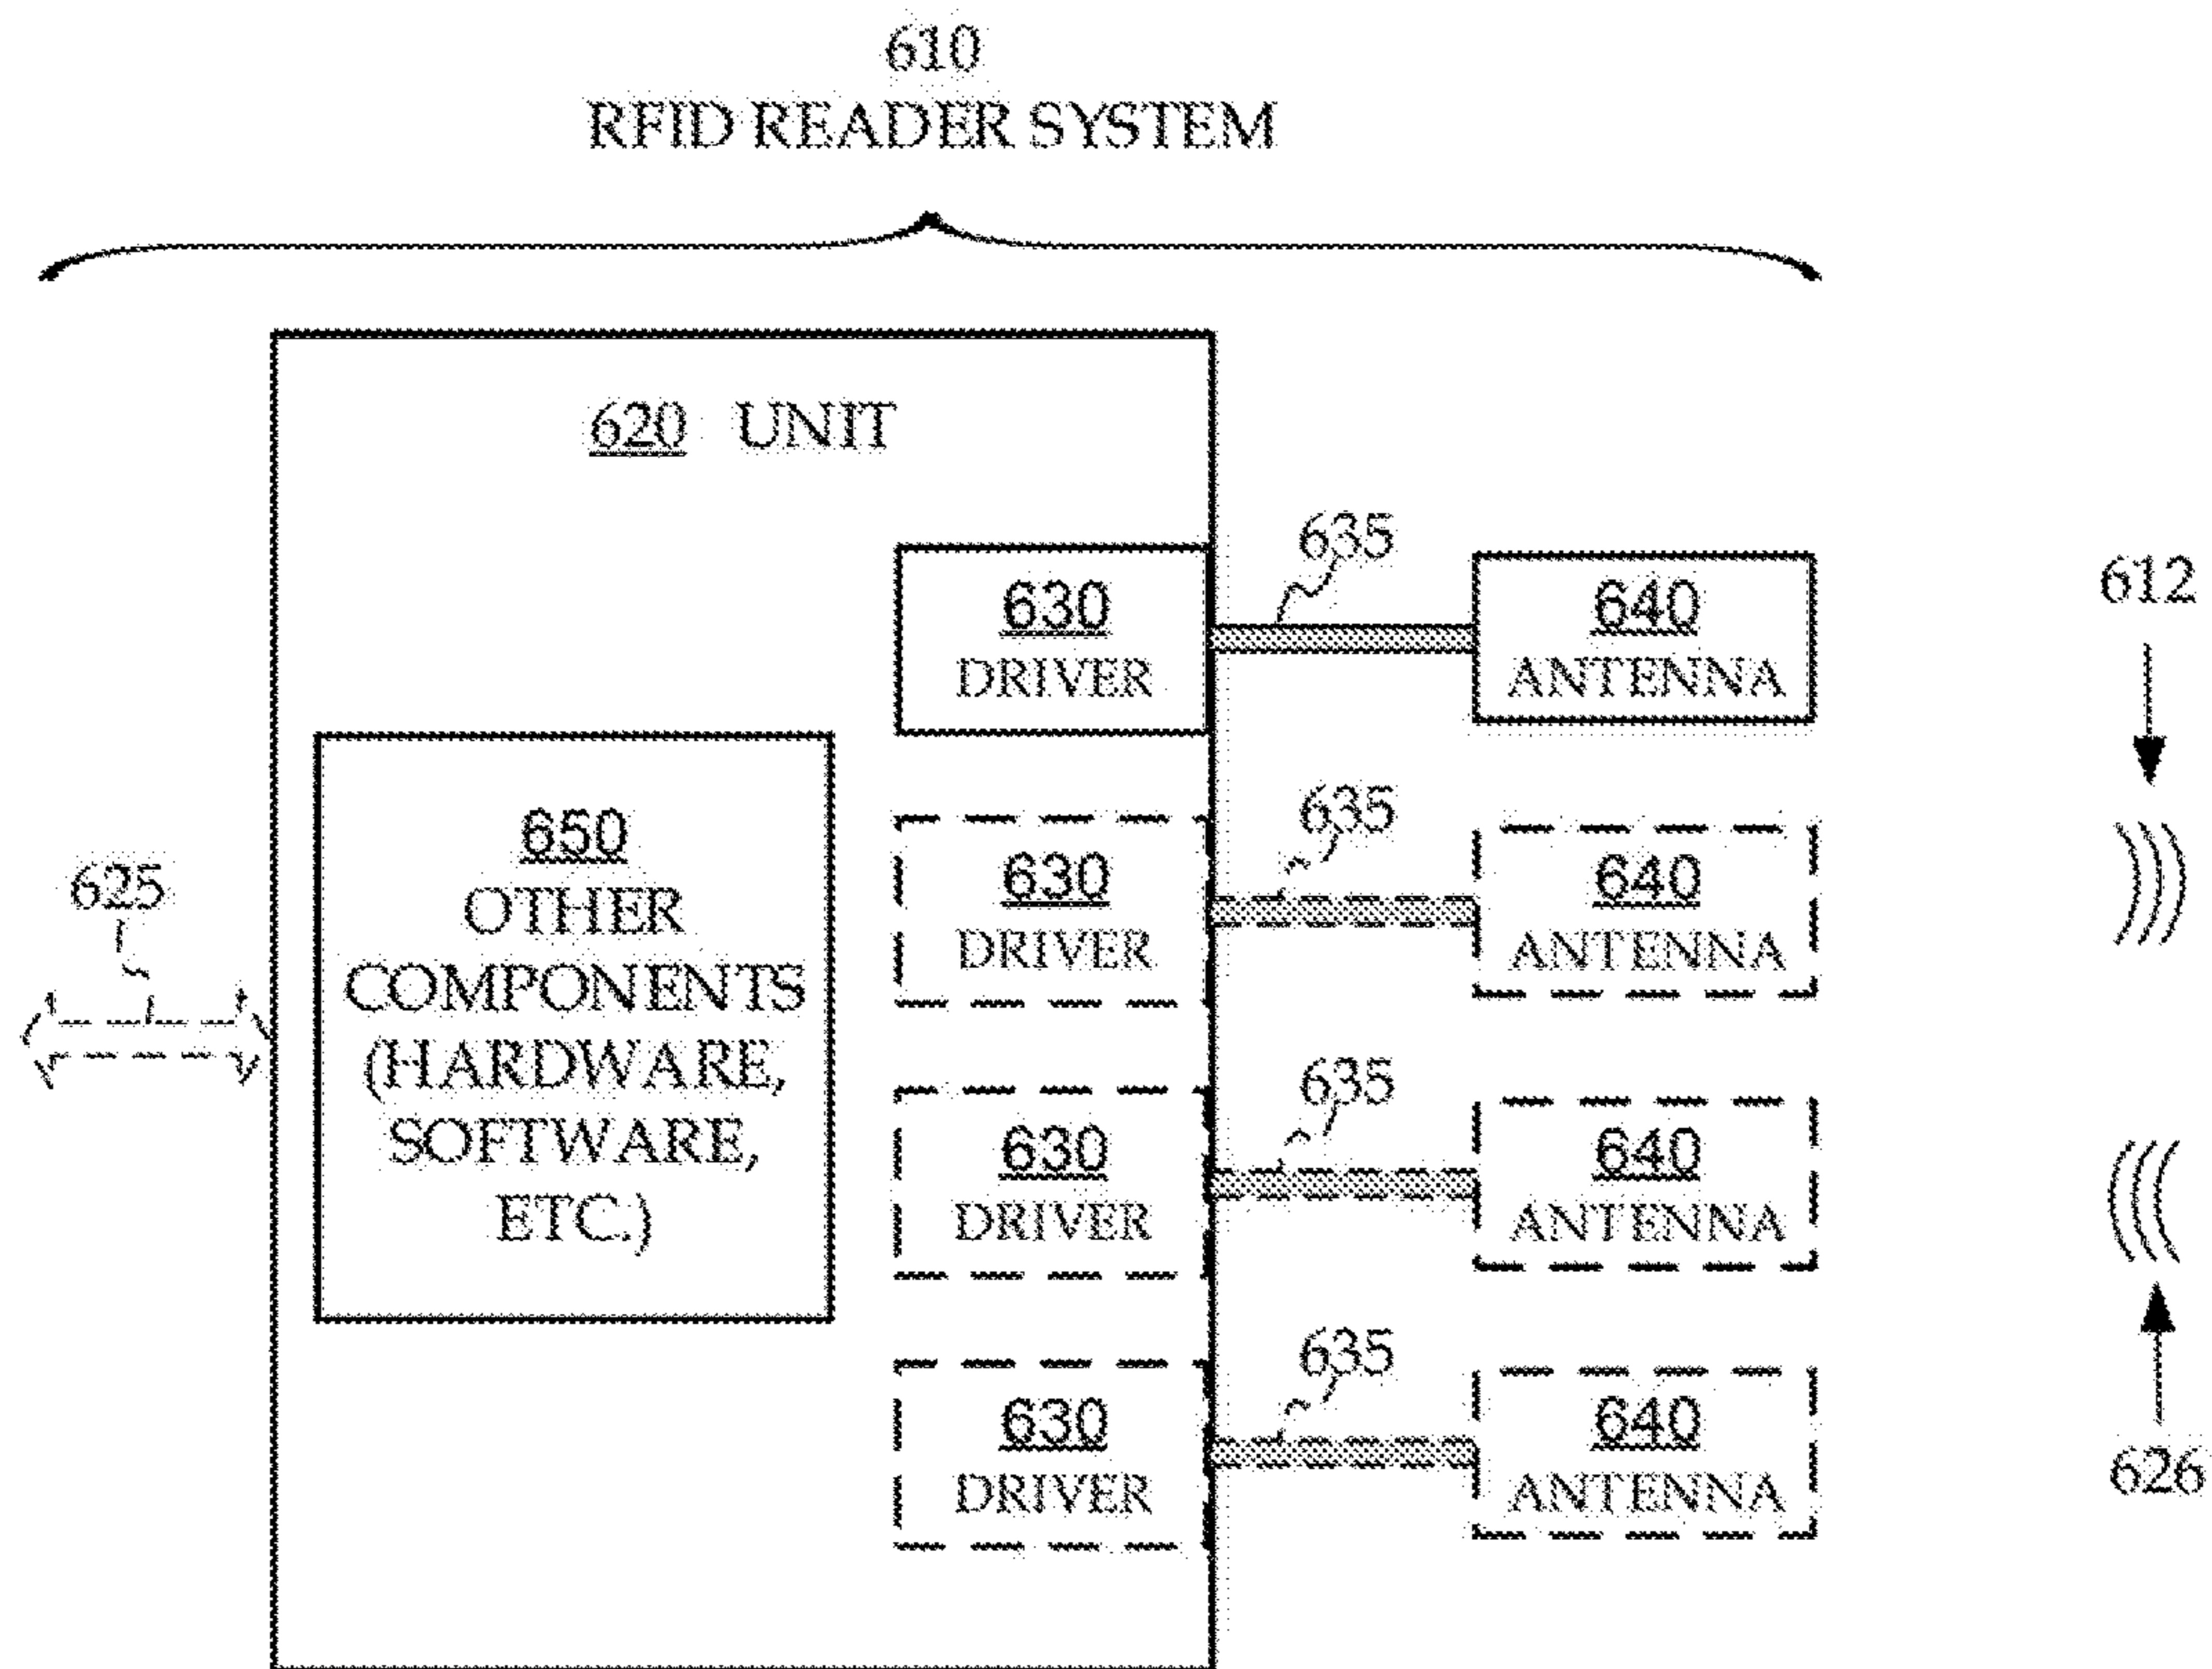 610
RFID READER SYSTEM
620 UNIT
635
630
DRIVER
640
ANTENNA
612
635
630
DRIVER
640
ANTENNA
625
650
OTHER
COMPONENTS
(HARDWARE,
SOFTWARE,
ETC.)
635
630
DRIVER
640
ANTENNA
635
630
DRIVER
640
ANTENNA
626